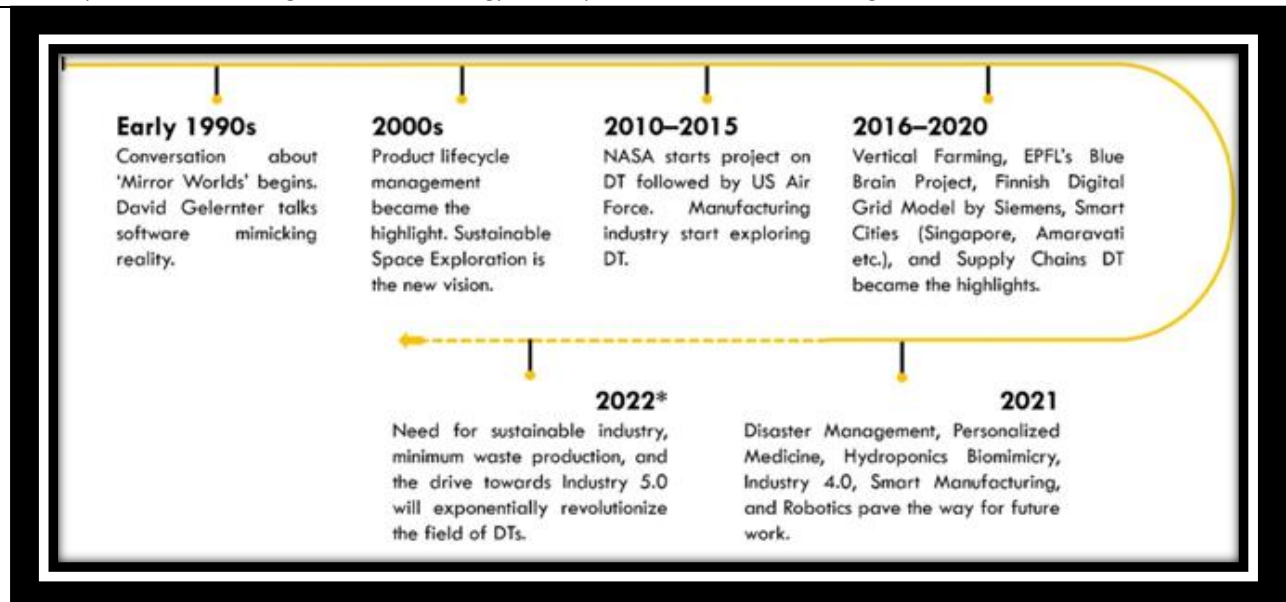 Early 1990s
Conversation about
'Mirror Worlds' begins.
David Gelernter talks
software mimicking
reality.
2000s
Product lifecycle
management
became the
highlight. Sustainable
Space Exploration is
the new vision.
2010–2015
NASA starts project on
DT followed by US Air
Force. Manufacturing
industry start exploring
DT.
2016–2020
Vertical Farming, EPFL's Blue
Brain Project, Finnish Digital
Grid Model by Siemens, Smart
Cities (Singapore, Amaravati
etc.), and Supply Chains DT
became the highlights.
2021
Disaster Management, Personalized
Medicine, Hydroponics Biomimicry,
Industry 4.0, Smart Manufacturing,
and Robotics pave the way for future
work.
2022*
Need for sustainable industry,
minimum waste production, and
the drive towards Industry 5.0
will exponentially revolutionize
the field of DTs.